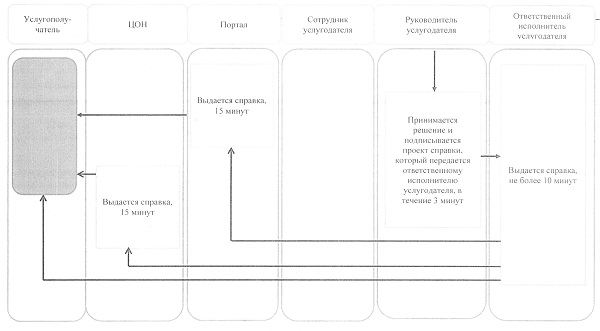 Услугополу-
чатель
ЦОН
Портал
Сотрудник
услугодателя
Руководитель
услугодателя
Ответственный
исполнитель
услугодателя
Выдается справка,
15 минут
Выдается справка,
15 минут
Принимается
решение и
подписывается
проект справки,
который передается
ответственному
исполнителю
услугодателя, в
течение 3 минут
Выдается справка,
не более 10 минут